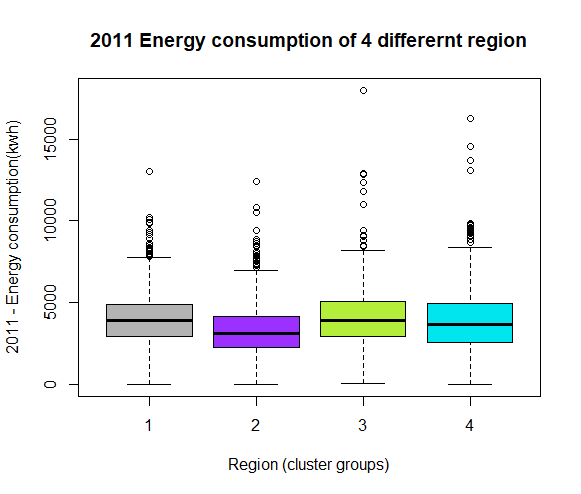 2011 Energy consumption of 4 differernt region
2011 - Energy consumption(kwh)
15000
10000
5000
0
1 2 3 4
Region (cluster groups)